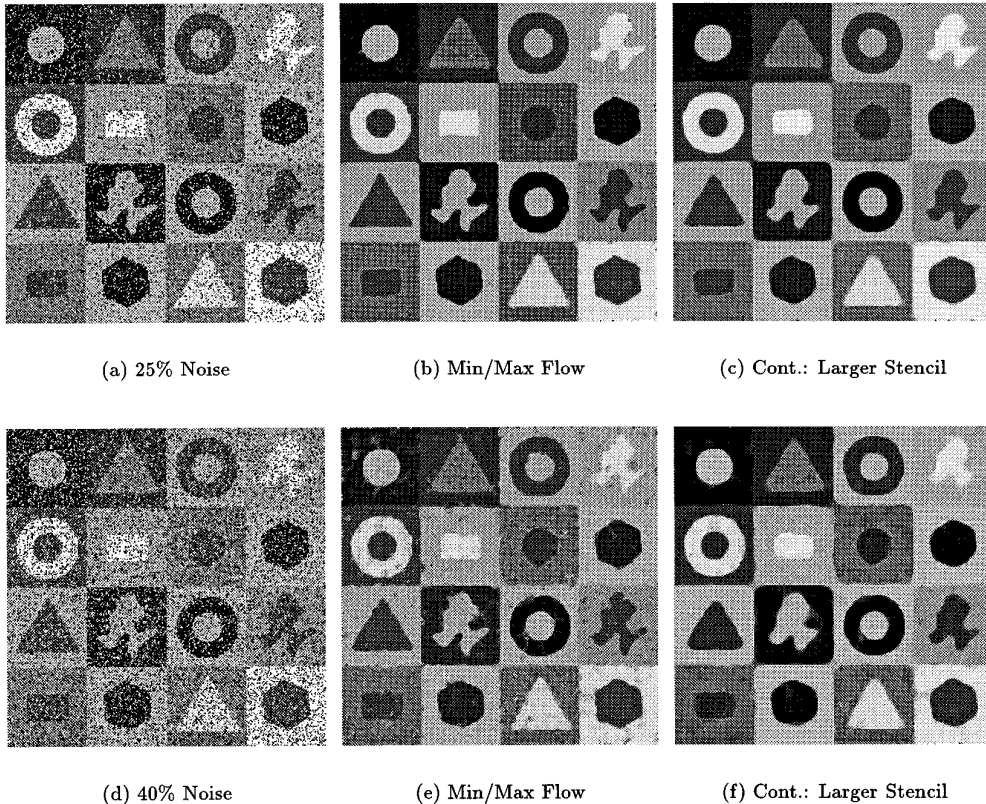 (a) 25% Noise
(b) Min/Max Flow
(c) Cont.: Larger Stencil
(d) 40% Noise
(e) Min/Max Flow
(f) Cont.: Larger Stencil